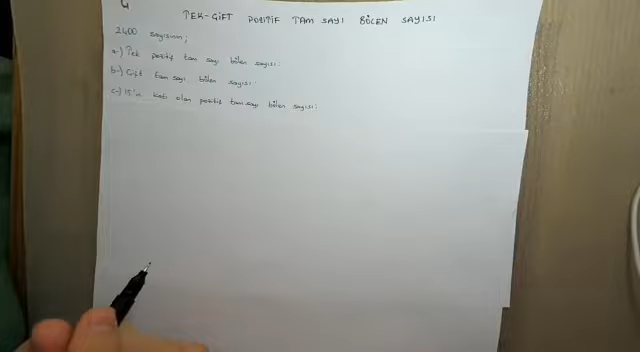 TEK-ÇİFT POZİTİF TAM SAYI BÖLEN SAYISI
2400 sayısının;
a-) Tek pozitif tam sayı bölen sayısı:
b-) Çift tam sayı bölen sayısı:
c-) 15'in katı olan pozitif tam sayı bölen sayısı: